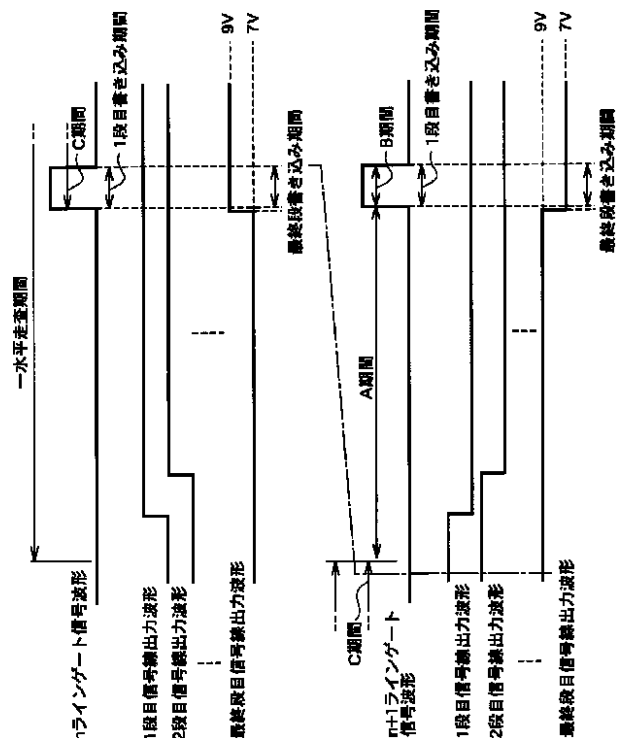 一水平走査期間
C期間
1段目書き込み期間
nラインゲート信号波形
1段目信号線出力波形
2段目信号線出力波形
最終段目信号線出力波形
9V
7V
最終段書き込み期間
C期間
A期間
B期間
1段目書き込み期間
n+1ラインゲート
信号波形
1段目信号線出力波形
2段目信号線出力波形
最終段目信号線出力波形
9V
7V
最終段書き込み期間